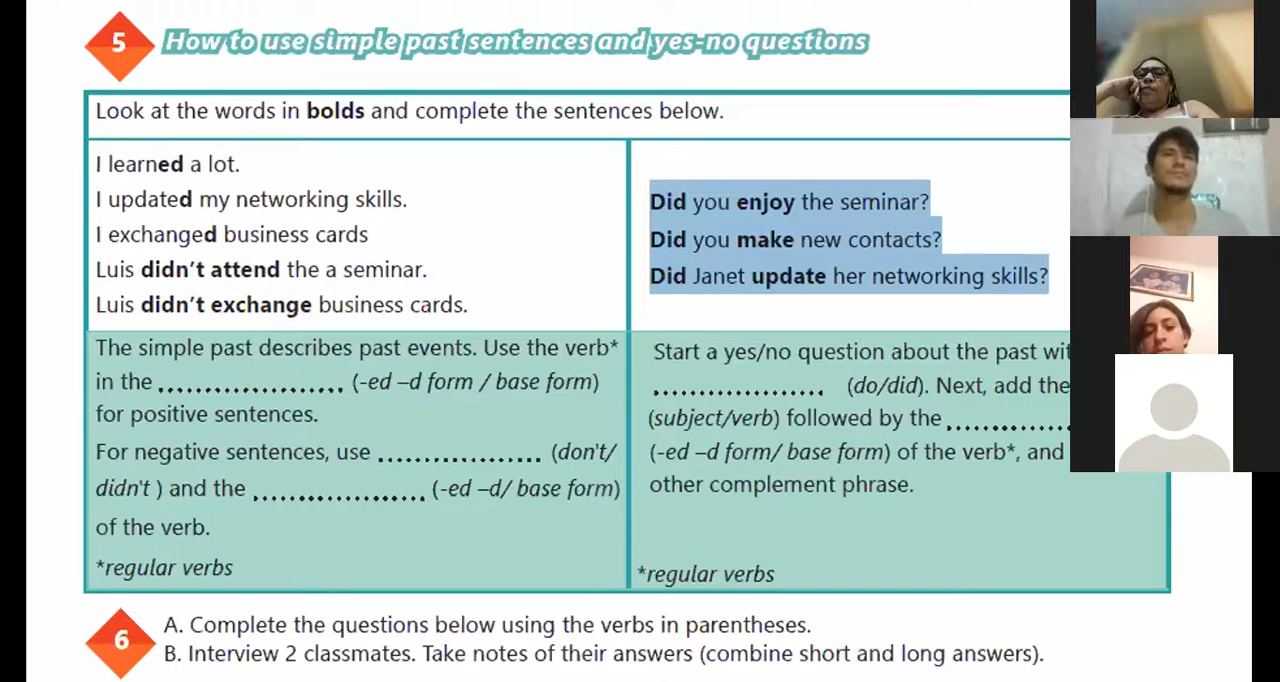 5 How to use simple past sentences and yes-no questions
Look at the words in bolds and complete the sentences below.
I learned a lot.
I updated my networking skills.
I exchanged business cards
Luis didn't attend the a seminar.
Luis didn't exchange business cards.
Did you enjoy the seminar?
Did you make new contacts?
Did Janet update her networking skills?
The simple past describes past events. Use the verb*
in the .................... (-ed –d form / base form)
for positive sentences.
For negative sentences, use .................. (don't/
didn't ) and the ................... (-ed –d/ base form)
of the verb.
*regular verbs
Start a yes/no question about the past
................... (do/did). Next, add the
(subject/verb) followed by the ..............
(-ed –d form/ base form) of the verb*, and
other complement phrase.
*regular verbs
6 A. Complete the questions below using the verbs in parentheses.
B. Interview 2 classmates. Take notes of their answers (combine short and long answers).